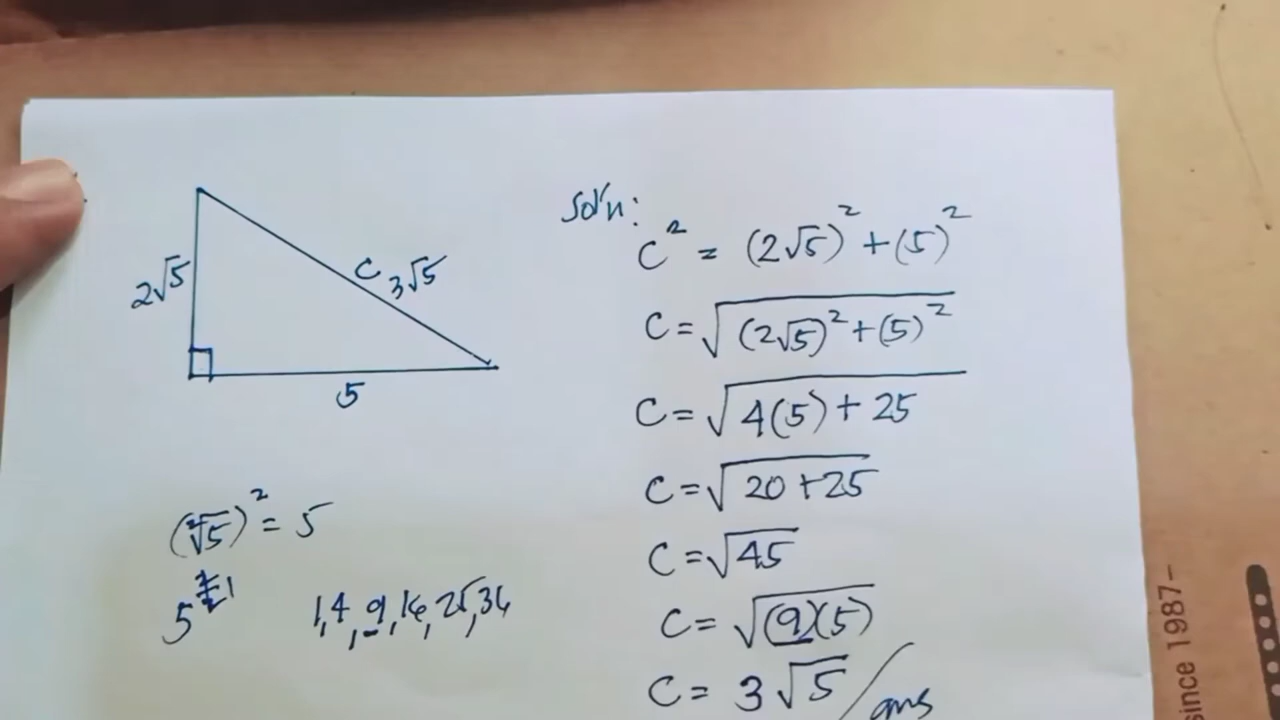 2√5
C 3√5
5
(²√5)² = 5
5
1,4,9,16,25,36
Sol'n:
C² = (2√5)² + (5)²
C = √(2√5)² + (5)²
C = √4(5) + 25
C = √20 + 25
C = √45
C = √(9)(5)
C = 3√5 / ans
since 1987-